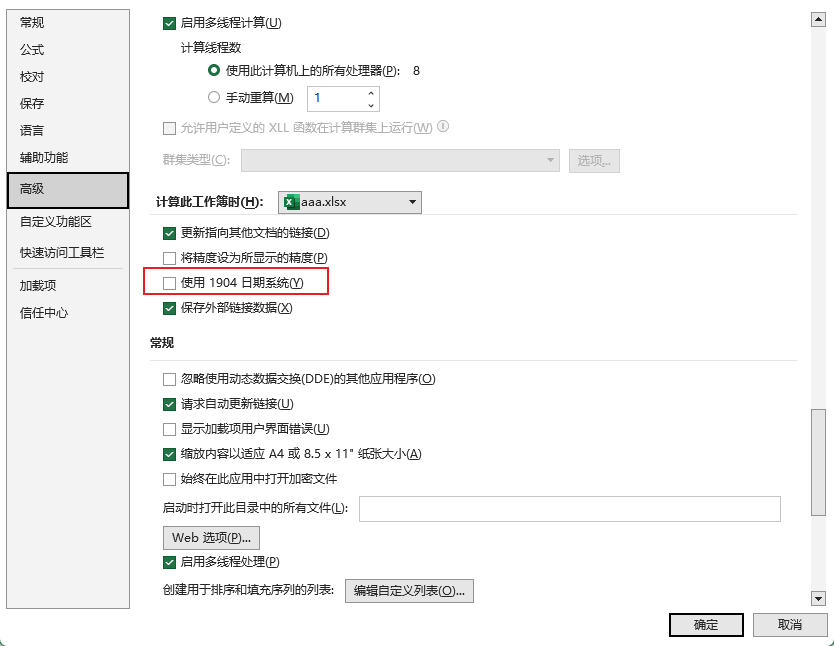 常规
公式
校对
保存
语言
辅助功能
高级
自定义功能区
快速访问工具栏
加载项
信任中心
启用多线程计算(U)
计算线程数
使用此计算机上的所有处理器(P): 8
手动重算(M) 1
允许用户定义的 XLL 函数在计算群集上运行(W)
群集类型(C): 选项...
计算此工作簿时(H): aaa.xlsx
更新指向其他文档的链接(D)
将精度设为所显示的精度(P)
使用 1904 日期系统(Y)
保存外部链接数据(X)
常规
忽略使用动态数据交换(DDE)的其他应用程序(O)
请求自动更新链接(U)
显示加载项用户界面错误(U)
缩放内容以适应 A4 或 8.5 x 11" 纸张大小(A)
始终在此应用中打开加密文件
启动时打开此目录中的所有文件(L):
Web 选项(P)...
启用多线程处理(P)
创建用于排序和填充序列的列表: 编辑自定义列表(O)...
确定 取消